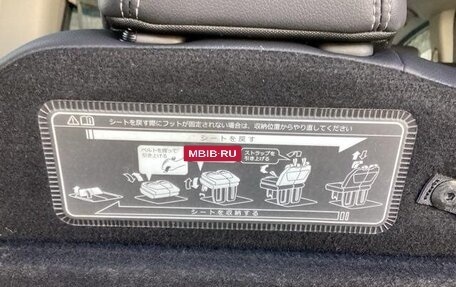 シートを戻す際にフットが固定されない場合は、収納位置からやり直してください
シートを戻す
ベルトを持って
引き上げる
ストラップを
引き上げる
MBIB-RU
シートを収納する